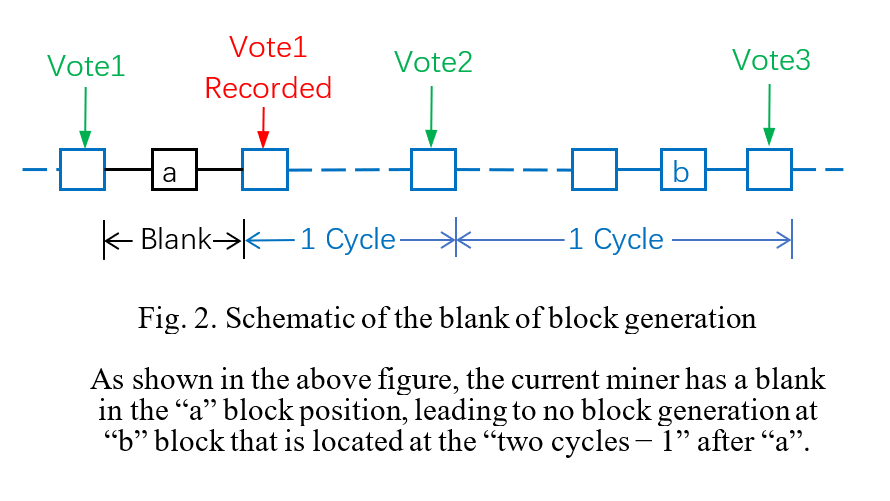 Vote1
Vote1
Recorded
Vote2
Vote3
a
b
Blank
1 Cycle
1 Cycle
Fig. 2. Schematic of the blank of block generation
As shown in the above figure, the current miner has a blank
in the “a” block position, leading to no block generation at
“b” block that is located at the “two cycles − 1” after “a”.